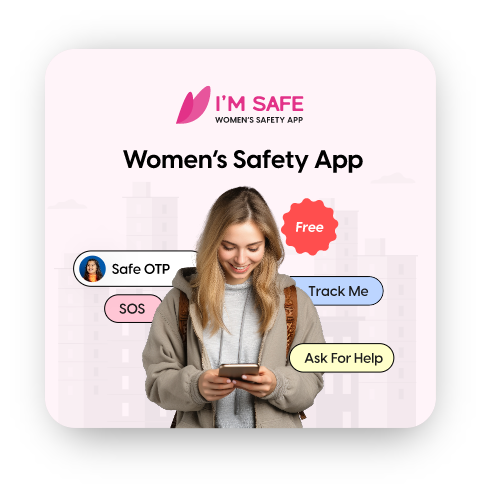 I'M SAFE
WOMEN'S SAFETY APP
Women's Safety App
Free
Safe OTP
Track Me
SOS
Ask For Help